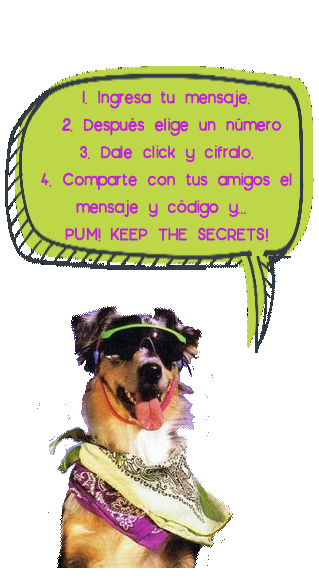 1. Ingresa tu mensaje.
2. Después elige un número
3. Dale click y cifralo.
4. Comparte con tus amigos el
mensaje y código y...
PUM! KEEP THE SECRETS!